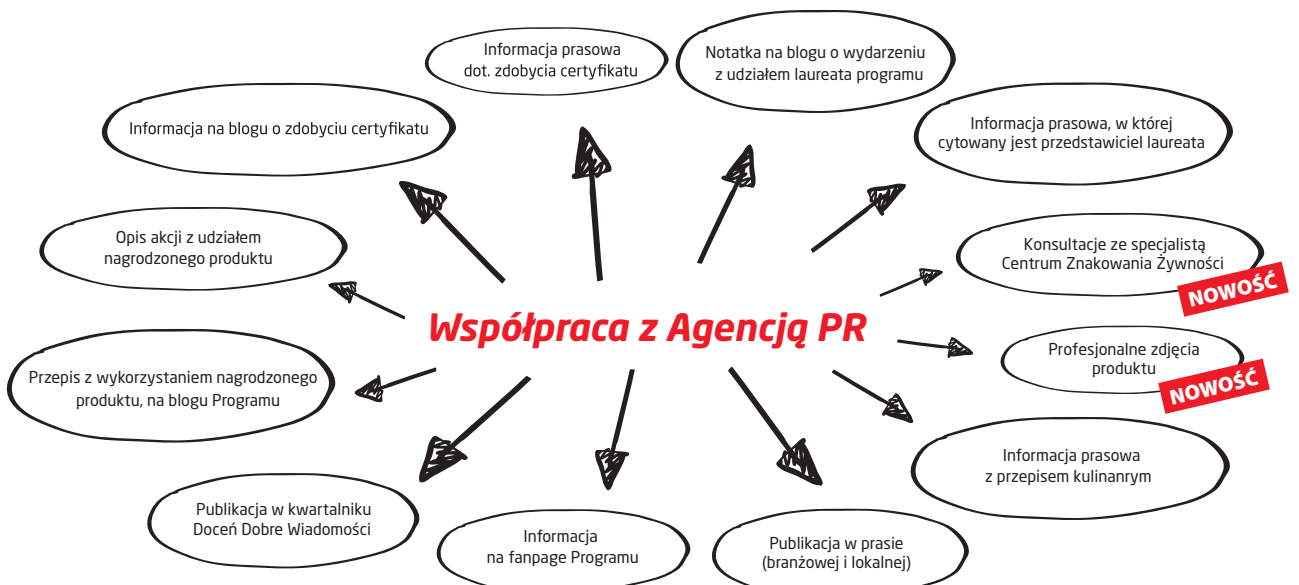 Informacja prasowa
dot. zdobycia certyfikatu
Notatka na blogu o wydarzeniu
z udziałem laureata programu
Informacja na blogu o zdobyciu certyfikatu
Informacja prasowa, w której
cytowany jest przedstawiciel laureata
Opis akcji z udziałem
nagrodzonego produktu
Konsultacje ze specjalistą
Centrum Znakowania Żywności
NOWOŚĆ
Współpraca z Agencją PR
Profesjonalne zdjęcia
produktu
NOWOŚĆ
Przepis z wykorzystaniem nagrodzonego
produktu, na blogu Programu
Informacja prasowa
z przepisem kulinanrym
Publikacja w kwartalniku
Doceń Dobre Wiadomości
Informacja
na fanpage Programu
Publikacja w prasie
(branżowej i lokalnej)